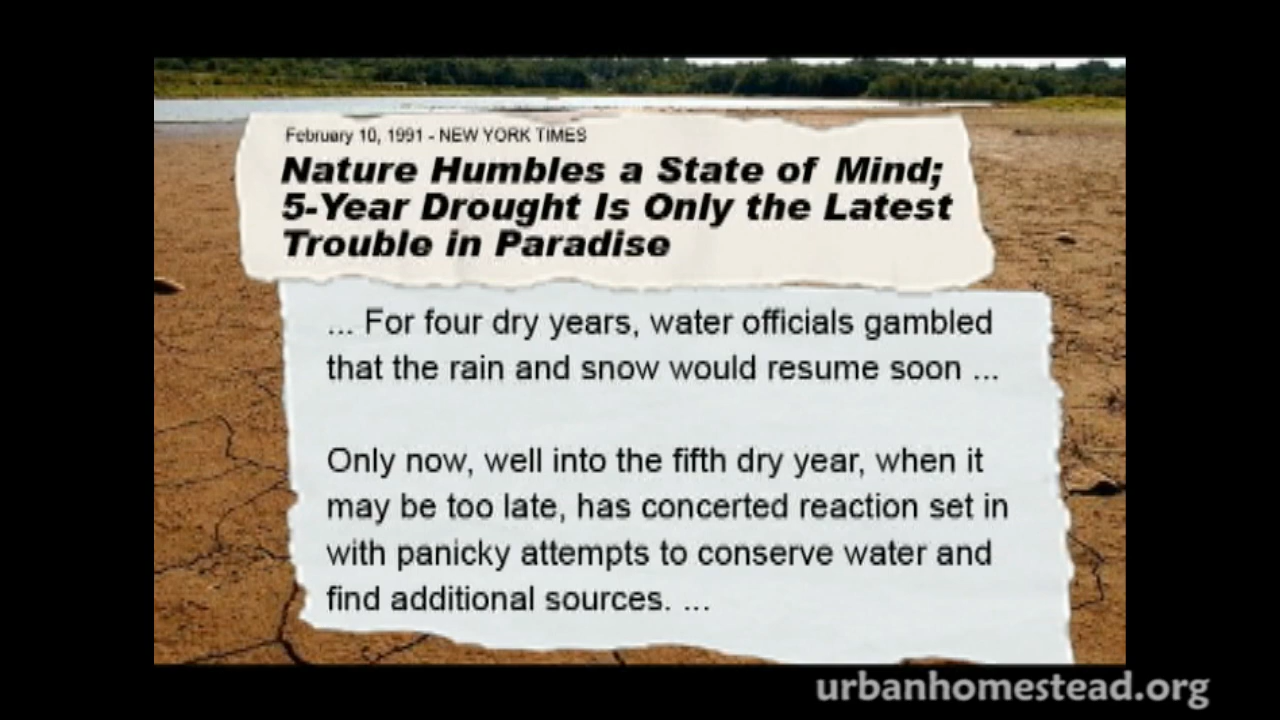 February 10, 1991 - NEW YORK TIMES
Nature Humbles a State of Mind;
5-Year Drought Is Only the Latest
Trouble in Paradise
... For four dry years, water officials gambled
that the rain and snow would resume soon ...
Only now, well into the fifth dry year, when it
may be too late, has concerted reaction set in
with panicky attempts to conserve water and
find additional sources. ...
urbanhomestead.org